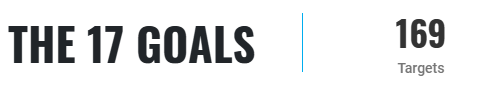 THE 17 GOALS
169
Targets